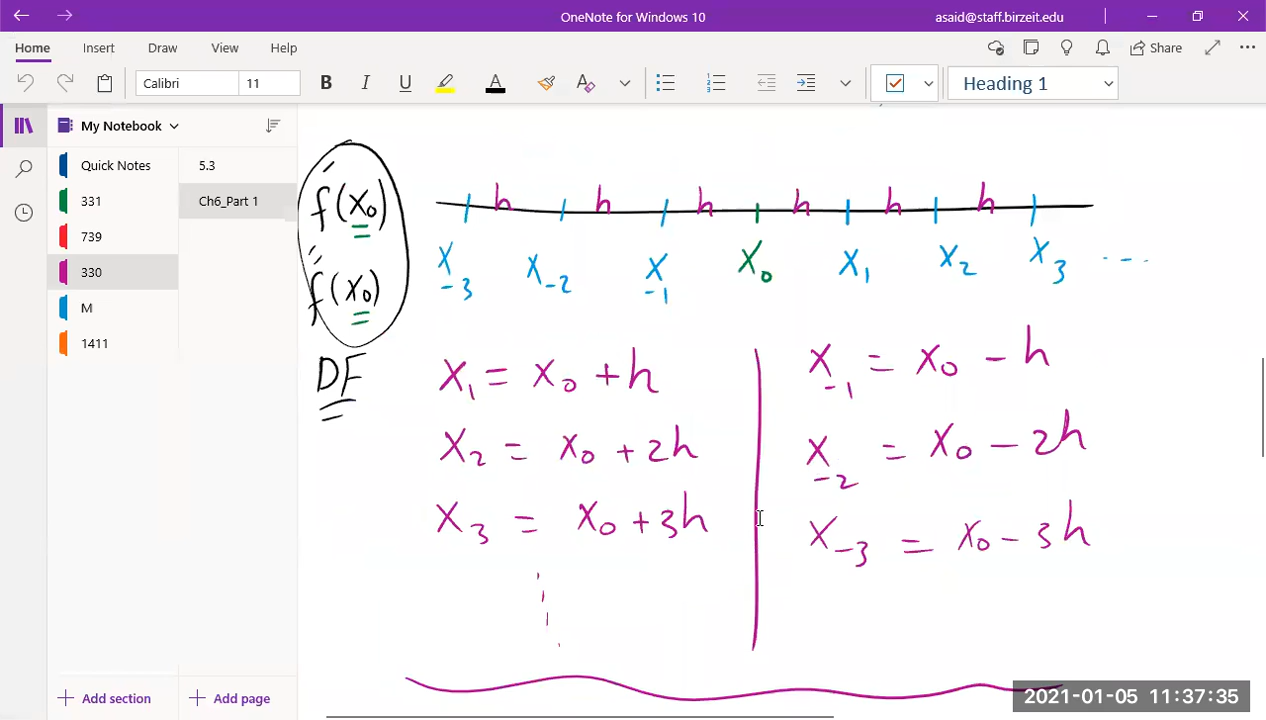 OneNote for Windows 10
asaid@staff.birzeit.edu
Home Insert Draw View Help
Share
Calibri 11 B I U A A Heading 1
My Notebook
Quick Notes
331
739
330
M
1411
5.3
Ch6_Part 1
Add section
Add page
f'(x₀)
f''(x₀)
DF
h h h h h h
x₋₃ x₋₂ x₋₁ x₀ x₁ x₂ x₃ ...
x₁ = x₀ + h
x₂ = x₀ + 2h
x₃ = x₀ + 3h
x₋₁ = x₀ - h
x₋₂ = x₀ - 2h
x₋₃ = x₀ - 3h
2021-01-05 11:37:35